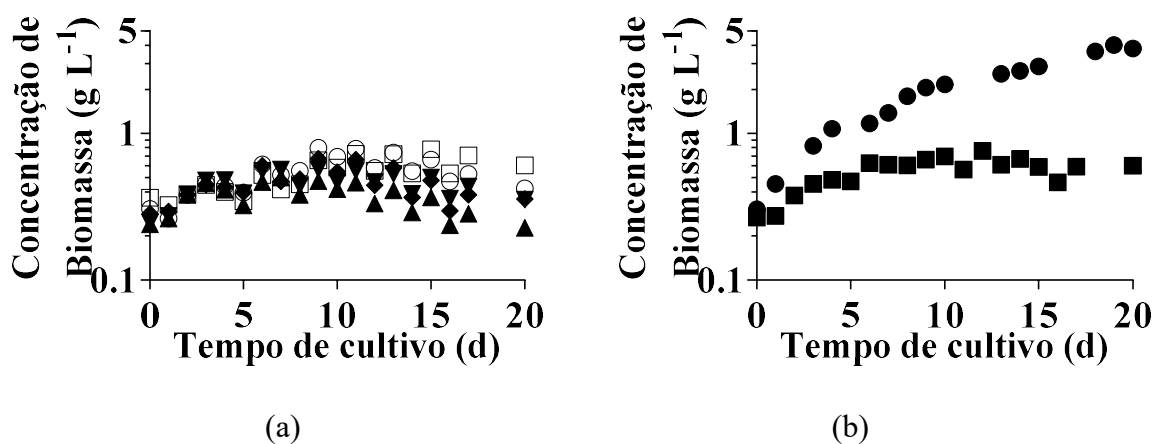 Concentração de
Biomassa (g L-1)
5
1
0.1
0 5 10 15 20
Tempo de cultivo (d)
(a)
Concentração de
Biomassa (g L-1)
5
1
0.1
0 5 10 15 20
Tempo de cultivo (d)
(b)